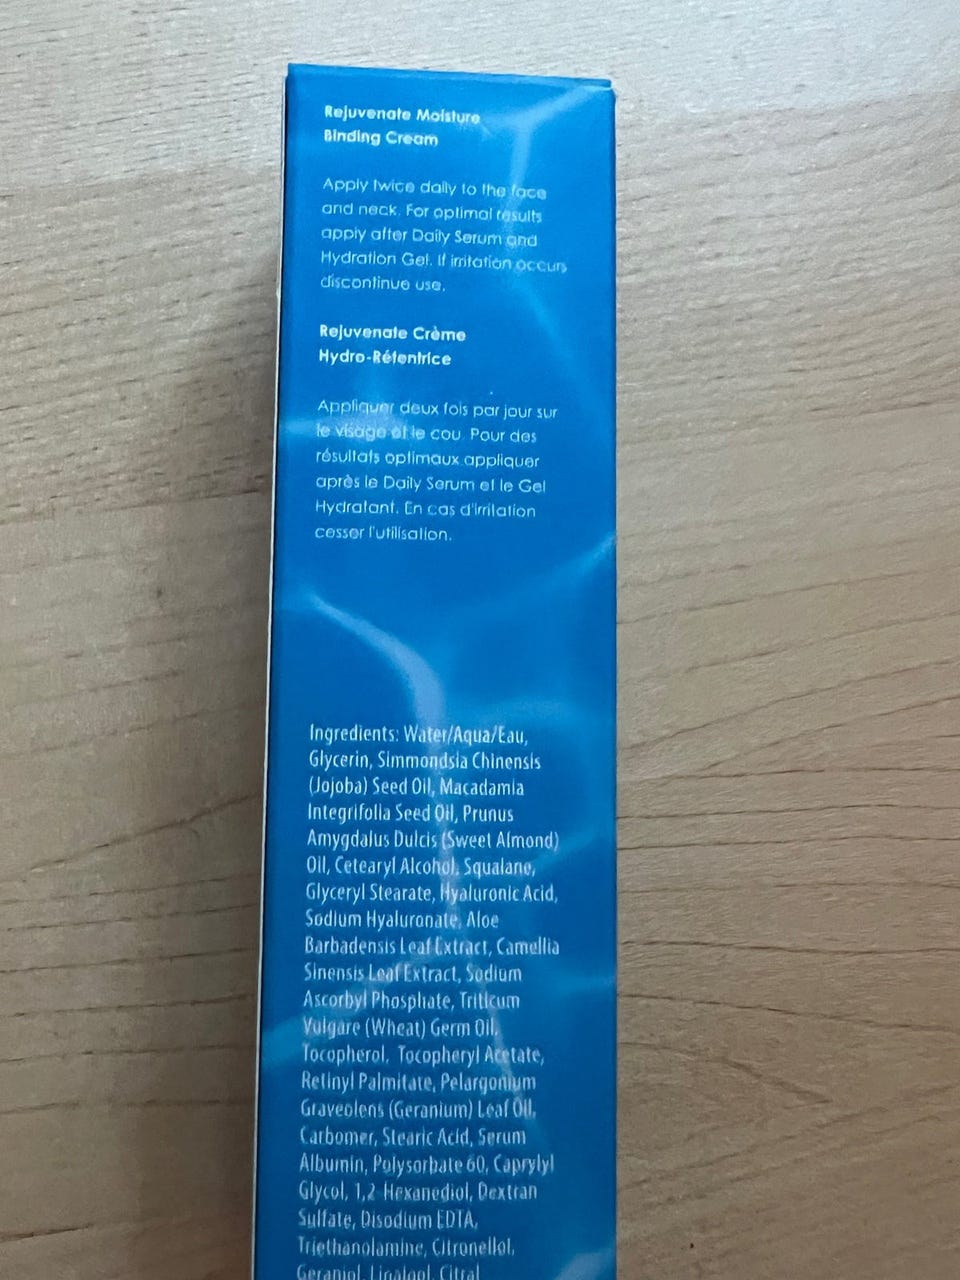 Rejuvenate Moisture
Binding Cream
Apply twice daily to the face
and neck. For optimal results
apply after Daily Serum and
Hydration Gel. If irritation occurs
discontinue use.
Rejuvenate Crème
Hydro-Rétentrice
Appliquer deux fois par jour sur
le visage et le cou. Pour des
résultats optimaux appliquer
après le Daily Serum et le Gel
Hydratant. En cas d'irritation
cesser l'utilisation.
Ingredients: Water/Aqua/Eau,
Glycerin, Simmondsia Chinensis
(Jojoba) Seed Oil, Macadamia
Integrifolia Seed Oil, Prunus
Amygdalus Dulcis (Sweet Almond)
Oil, Cetearyl Alcohol, Squalane,
Glyceryl Stearate, Hyaluronic Acid,
Sodium Hyaluronate, Aloe
Barbadensis Leaf Extract, Camellia
Sinensis Leaf Extract, Sodium
Ascorbyl Phosphate, Triticum
Vulgare (Wheat) Germ Oil,
Tocopherol, Tocopheryl Acetate,
Retinyl Palmitate, Pelargonium
Graveolens (Geranium) Leaf Oil,
Carbomer, Stearic Acid, Serum
Albumin, Polysorbate 60, Caprylyl
Glycol, 1,2-Hexanediol, Dextran
Sulfate, Disodium EDTA,
Triethanolamine, Citronellol,
Geraniol, Linalool, Citral